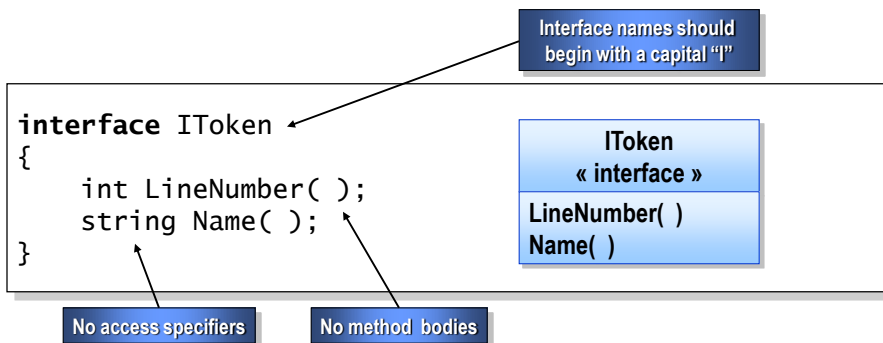 Interface names should
begin with a capital “I”
interface IToken
{
    int LineNumber( );
    string Name( );
}
IToken
« interface »
LineNumber( )
Name( )
No access specifiers
No method bodies